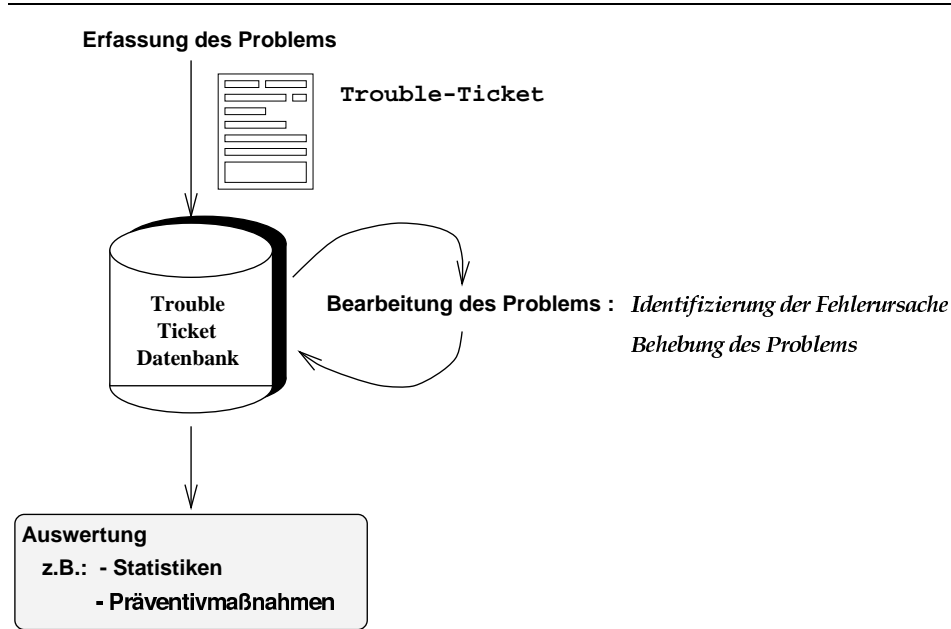 Erfassung des Problems
Trouble-Ticket
Trouble
Ticket
Datenbank
Bearbeitung des Problems : Identifizierung der Fehlerursache
Behebung des Problems
Auswertung
z.B.: - Statistiken
- Präventivmaßnahmen